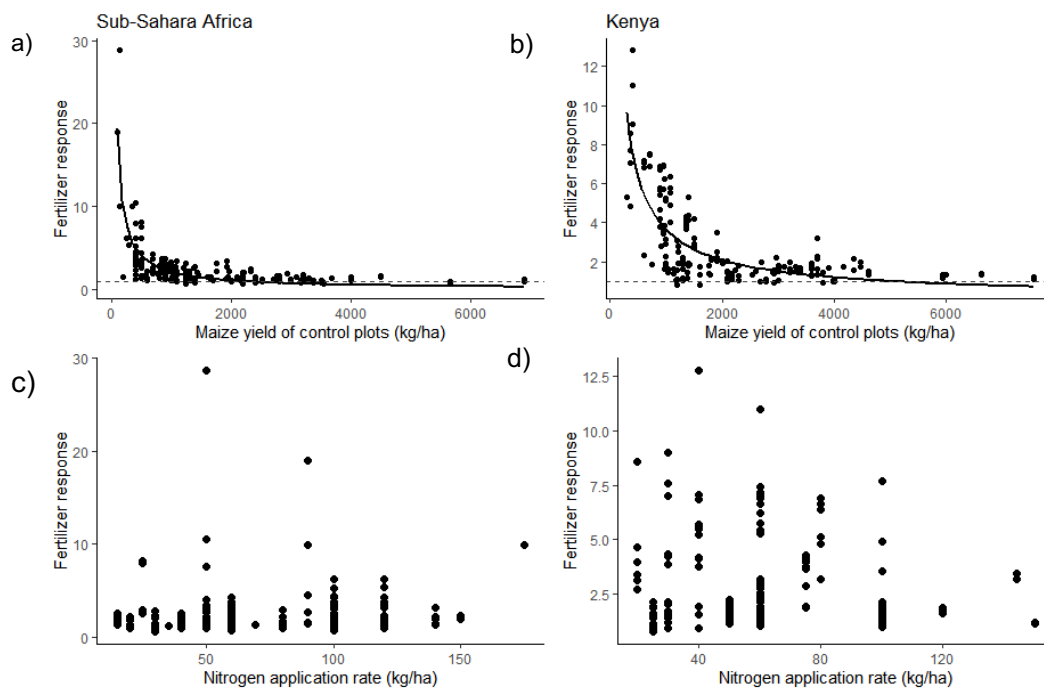 Sub-Sahara Africa
a)
30
20
10
0
Fertilizer response
0 2000 4000 6000
Maize yield of control plots (kg/ha)
Kenya
b)
12
10
8
6
4
2
Fertilizer response
0 2000 4000 6000
Maize yield of control plots (kg/ha)
c)
30
20
10
0
Fertilizer response
50 100 150
Nitrogen application rate (kg/ha)
d)
12.5
10.0
7.5
5.0
2.5
Fertilizer response
40 80 120
Nitrogen application rate (kg/ha)